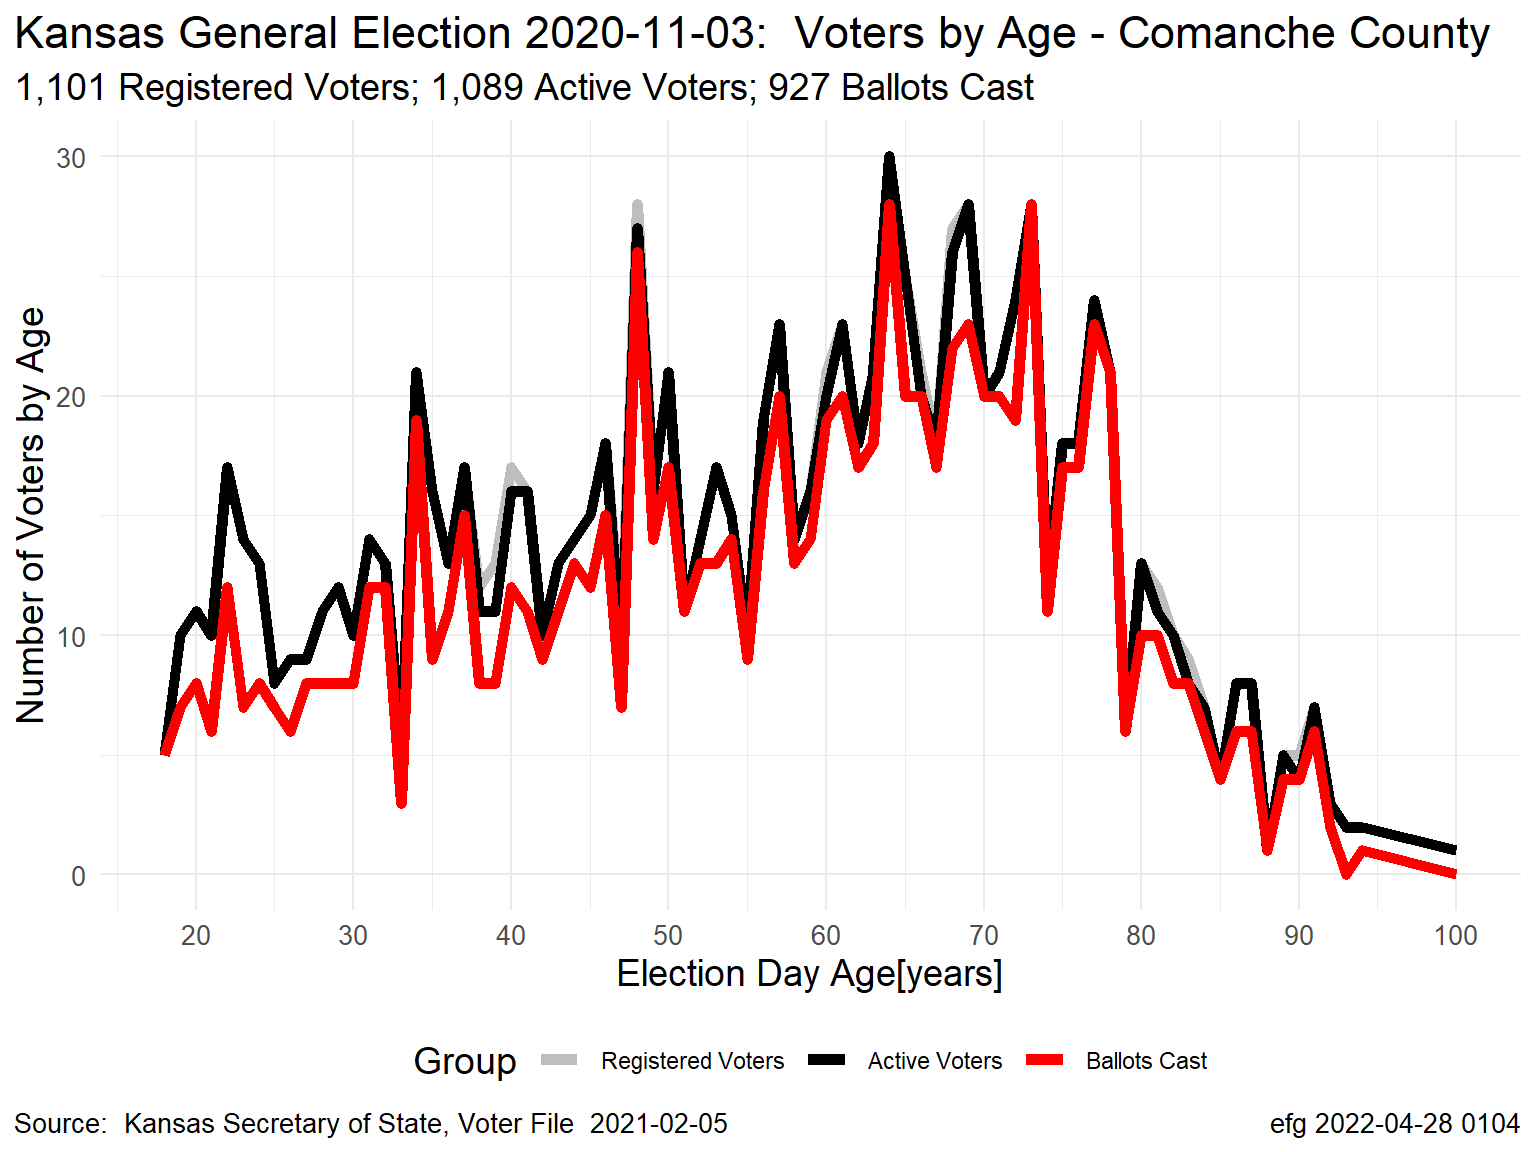 Kansas General Election 2020-11-03:  Voters by Age - Comanche County
1,101 Registered Voters; 1,089 Active Voters; 927 Ballots Cast
Number of Voters by Age
30
20
10
0
20 30 40 50 60 70 80 90 100
Election Day Age[years]
Group Registered Voters Active Voters Ballots Cast
Source:  Kansas Secretary of State, Voter File  2021-02-05
efg 2022-04-28 0104